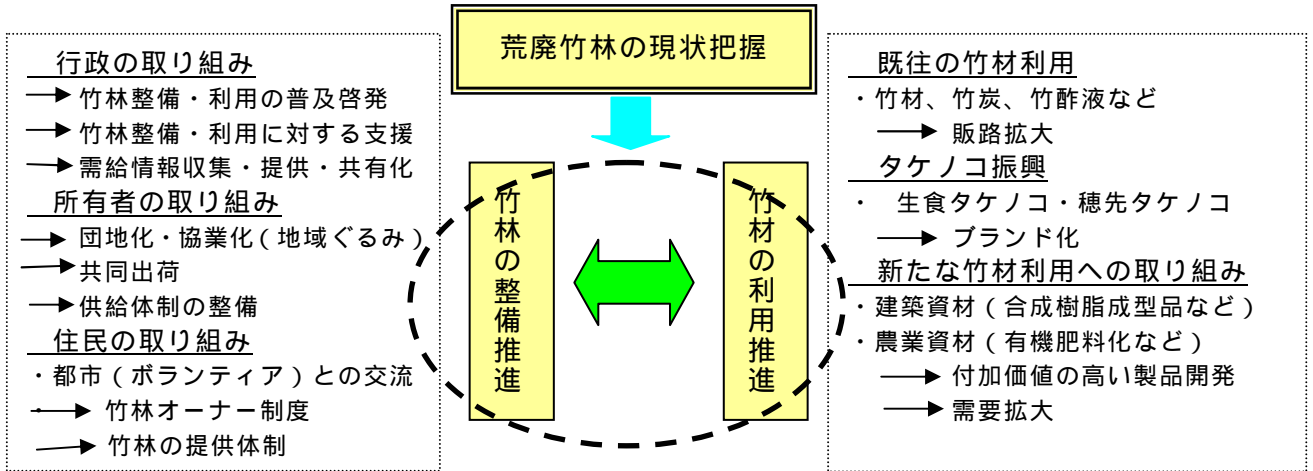 荒廃竹林の現状把握
行政の取り組み
竹林整備・利用の普及啓発
竹林整備・利用に対する支援
需給情報収集・提供・共有化
所有者の取り組み
団地化・協業化(地域ぐるみ)
共同出荷
供給体制の整備
住民の取り組み
・都市(ボランティア)との交流
竹林オーナー制度
竹林の提供体制
竹林の整備推進
竹材の利用推進
既往の竹材利用
・竹材、竹炭、竹酢液など
販路拡大
タケノコ振興
・ 生食タケノコ・穂先タケノコ
ブランド化
新たな竹材利用への取り組み
・建築資材(合成樹脂成型品など)
・農業資材(有機肥料化など)
付加価値の高い製品開発
需要拡大